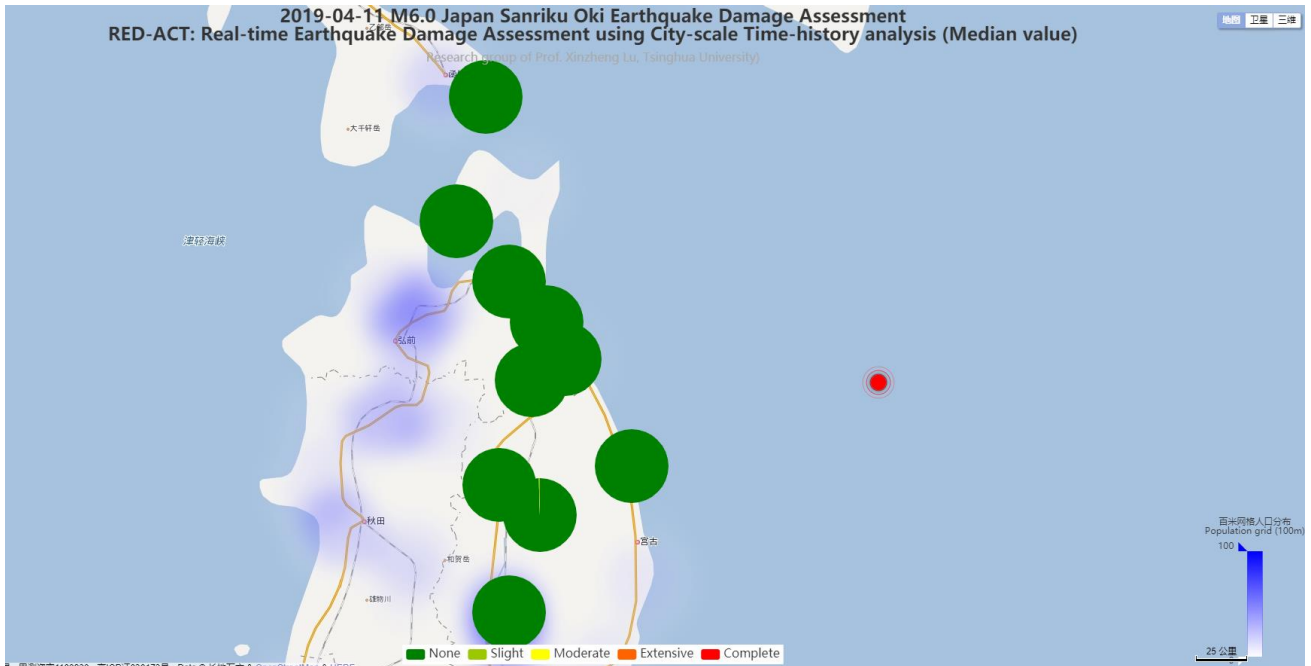 2019-04-11 M6.0 Japan Sanriku Oki Earthquake Damage Assessment
RED-ACT: Real-time Earthquake Damage Assessment using City-scale Time-history analysis (Median value)
Research group of Prof. Xinzheng Lu, Tsinghua University)
地图 卫星 三维
大千轩岳
津轻海峡
弘前
秋田
宫古
和贺岳
雄物川
百米网格人口分布
Population grid (100m)
100
25 公里
None Slight Moderate Extensive Complete